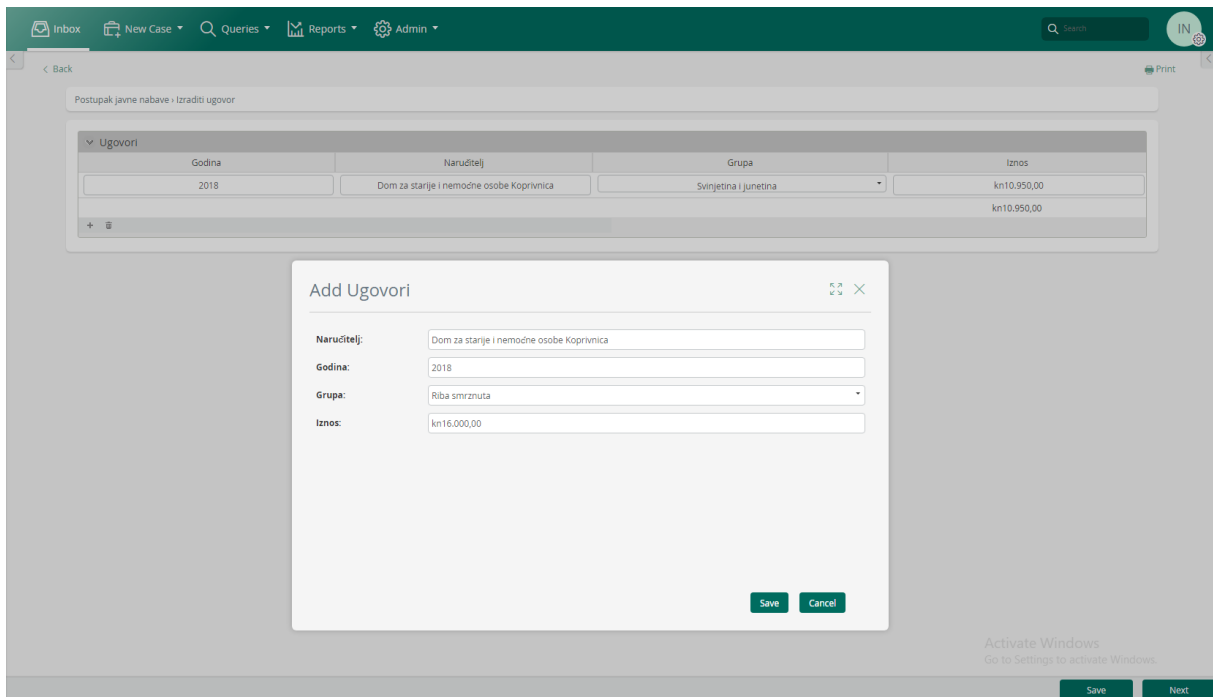 Inbox New Case Queries Reports Admin Search IN
Back Print
Postupak javne nabave › Izraditi ugovor
Ugovori
Godina Naručitelj Grupa Iznos
2018 Dom za starije i nemoćne osobe Koprivnica Svinjetina i junetina kn10.950,00
kn10.950,00
Add Ugovori
Naručitelj: Dom za starije i nemoćne osobe Koprivnica
Godina: 2018
Grupa: Riba smrznuta
Iznos: kn16.000,00
Save Cancel
Activate Windows
Go to Settings to activate Windows.
Save Next